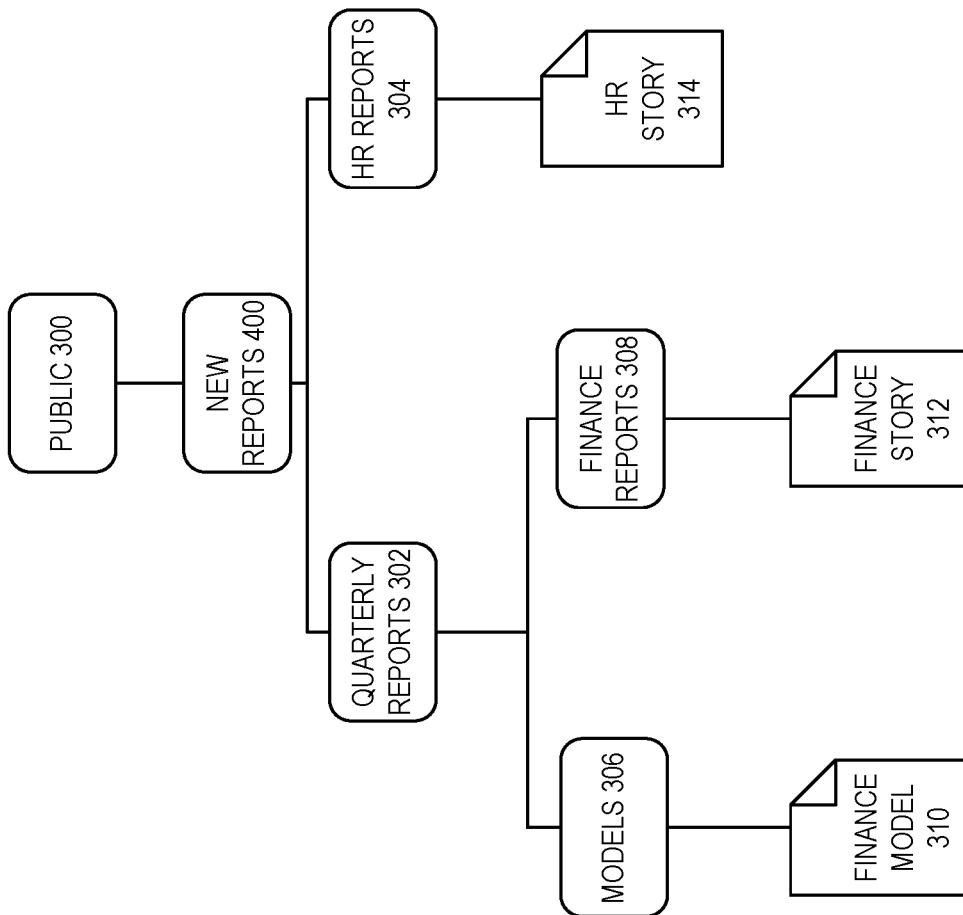 PUBLIC 300
NEW
REPORTS 400
QUARTERLY
REPORTS 302
HR REPORTS
304
MODELS 306
FINANCE
REPORTS 308
HR
STORY
314
FINANCE
MODEL
310
FINANCE
STORY
312